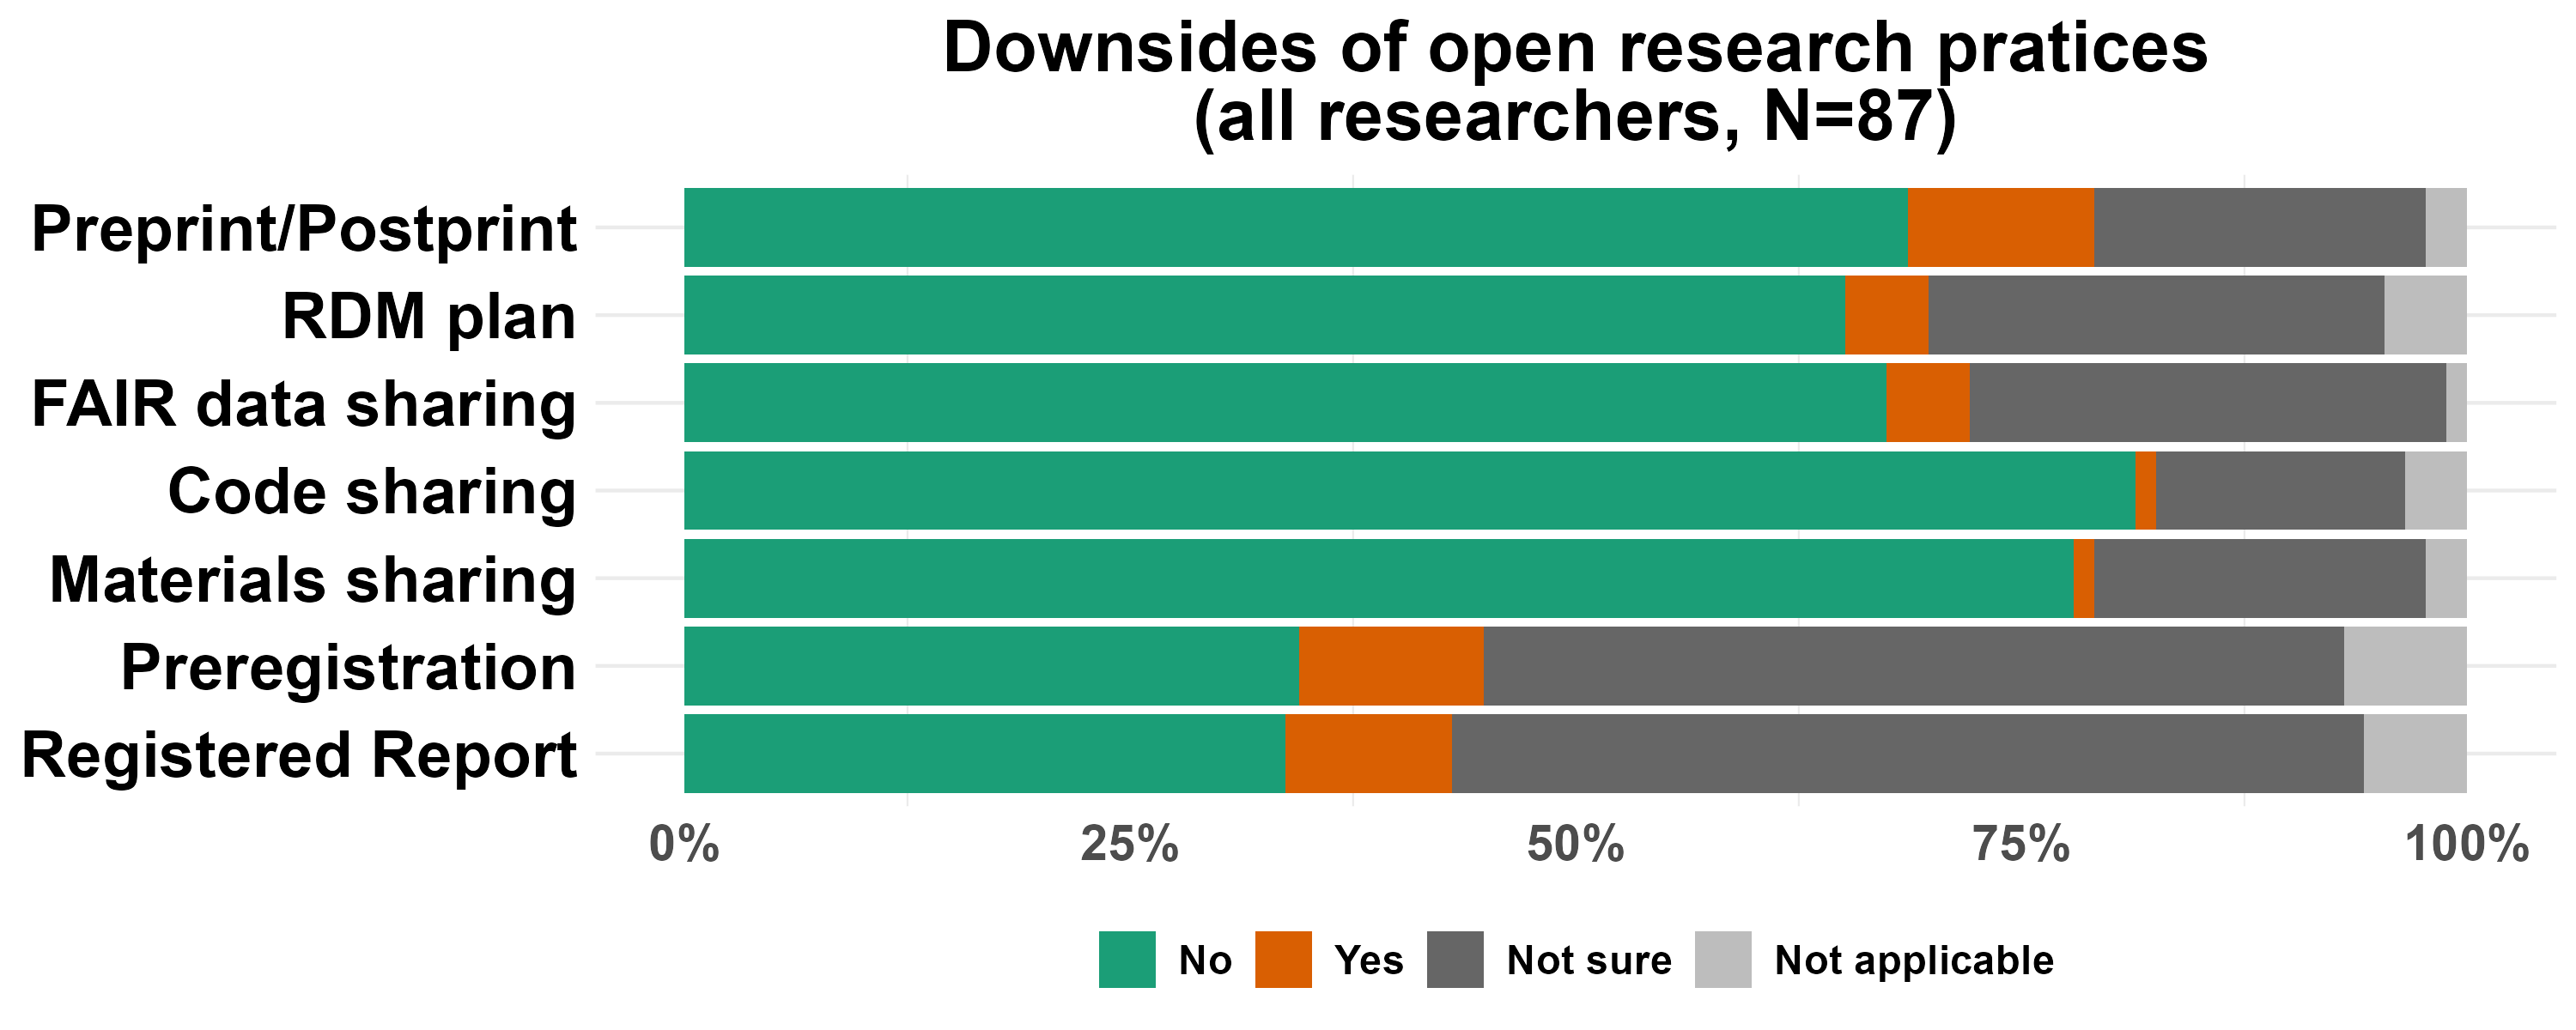 Downsides of open research pratices
(all researchers, N=87)
Preprint/Postprint
RDM plan
FAIR data sharing
Code sharing
Materials sharing
Preregistration
Registered Report
0% 25% 50% 75% 100%
No Yes Not sure Not applicable